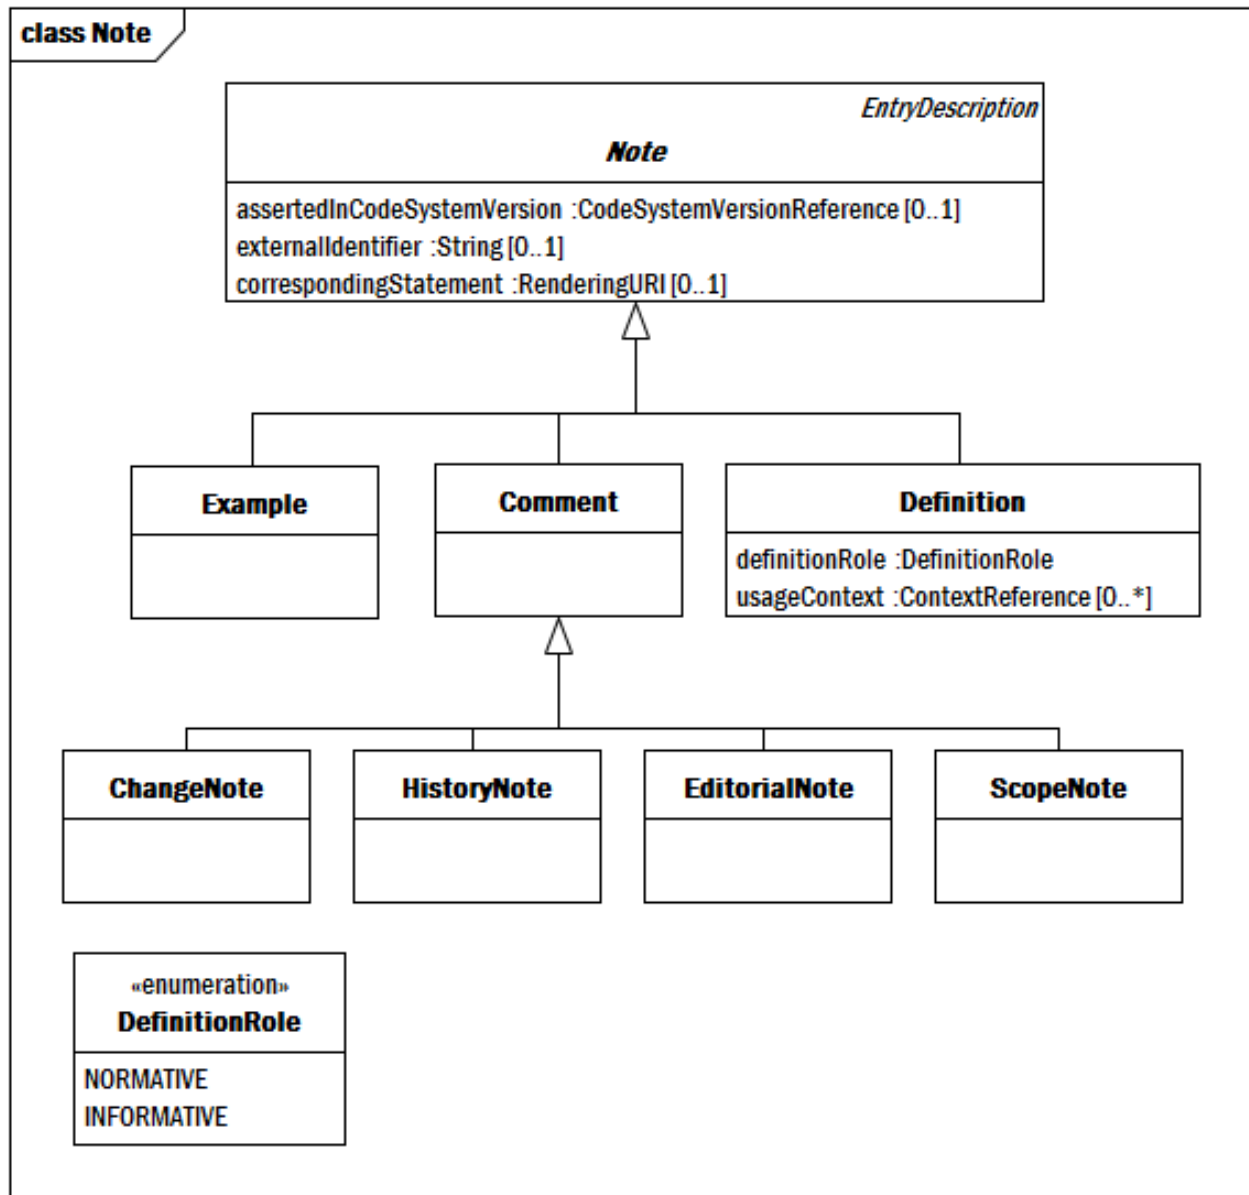 class Note
EntryDescription
Note
assertedInCodeSystemVersion :CodeSystemVersionReference [0..1]
externalIdentifier :String [0..1]
correspondingStatement :RenderingURI [0..1]
Example
Comment
Definition
definitionRole :DefinitionRole
usageContext :ContextReference [0..*]
ChangeNote
HistoryNote
EditorialNote
ScopeNote
«enumeration»
DefinitionRole
NORMATIVE
INFORMATIVE